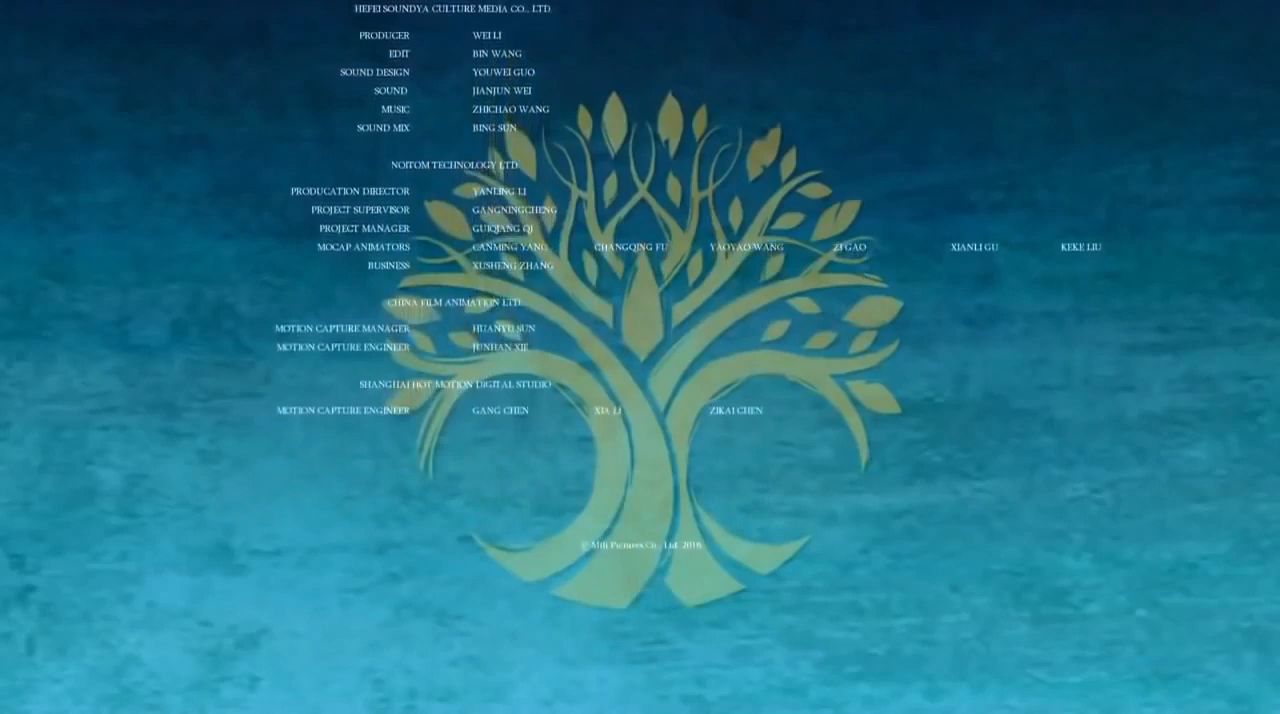 HEFEI SOUNDYA CULTURE MEDIA CO., LTD.
PRODUCER WEI LI
EDIT BIN WANG
SOUND DESIGN YOUWEI GUO
SOUND JIANJUN WEI
MUSIC ZHICHAO WANG
SOUND MIX BING SUN
NOITOM TECHNOLOGY LTD.
PRODUCATION DIRECTOR YANLING LI
PROJECT SUPERVISOR GANGNINGCHENG
PROJECT MANAGER GUIQIANG QI
MOCAP ANIMATORS CANMING YANG CHANGQING FU YAOYAO WANG ZI GAO XIANLI GU KEKE LIU
BUSINESS XUSHENG ZHANG
CHINA FILM ANIMATION LTD.
MOTION CAPTURE MANAGER HUANYU SUN
MOTION CAPTURE ENGINEER JUNHAN XIE
SHANGHAI HOT MOTION DIGITAL STUDIO
MOTION CAPTURE ENGINEER GANG CHEN XIA LI ZIKAI CHEN
© Mili Pictures Co., Ltd. 2016